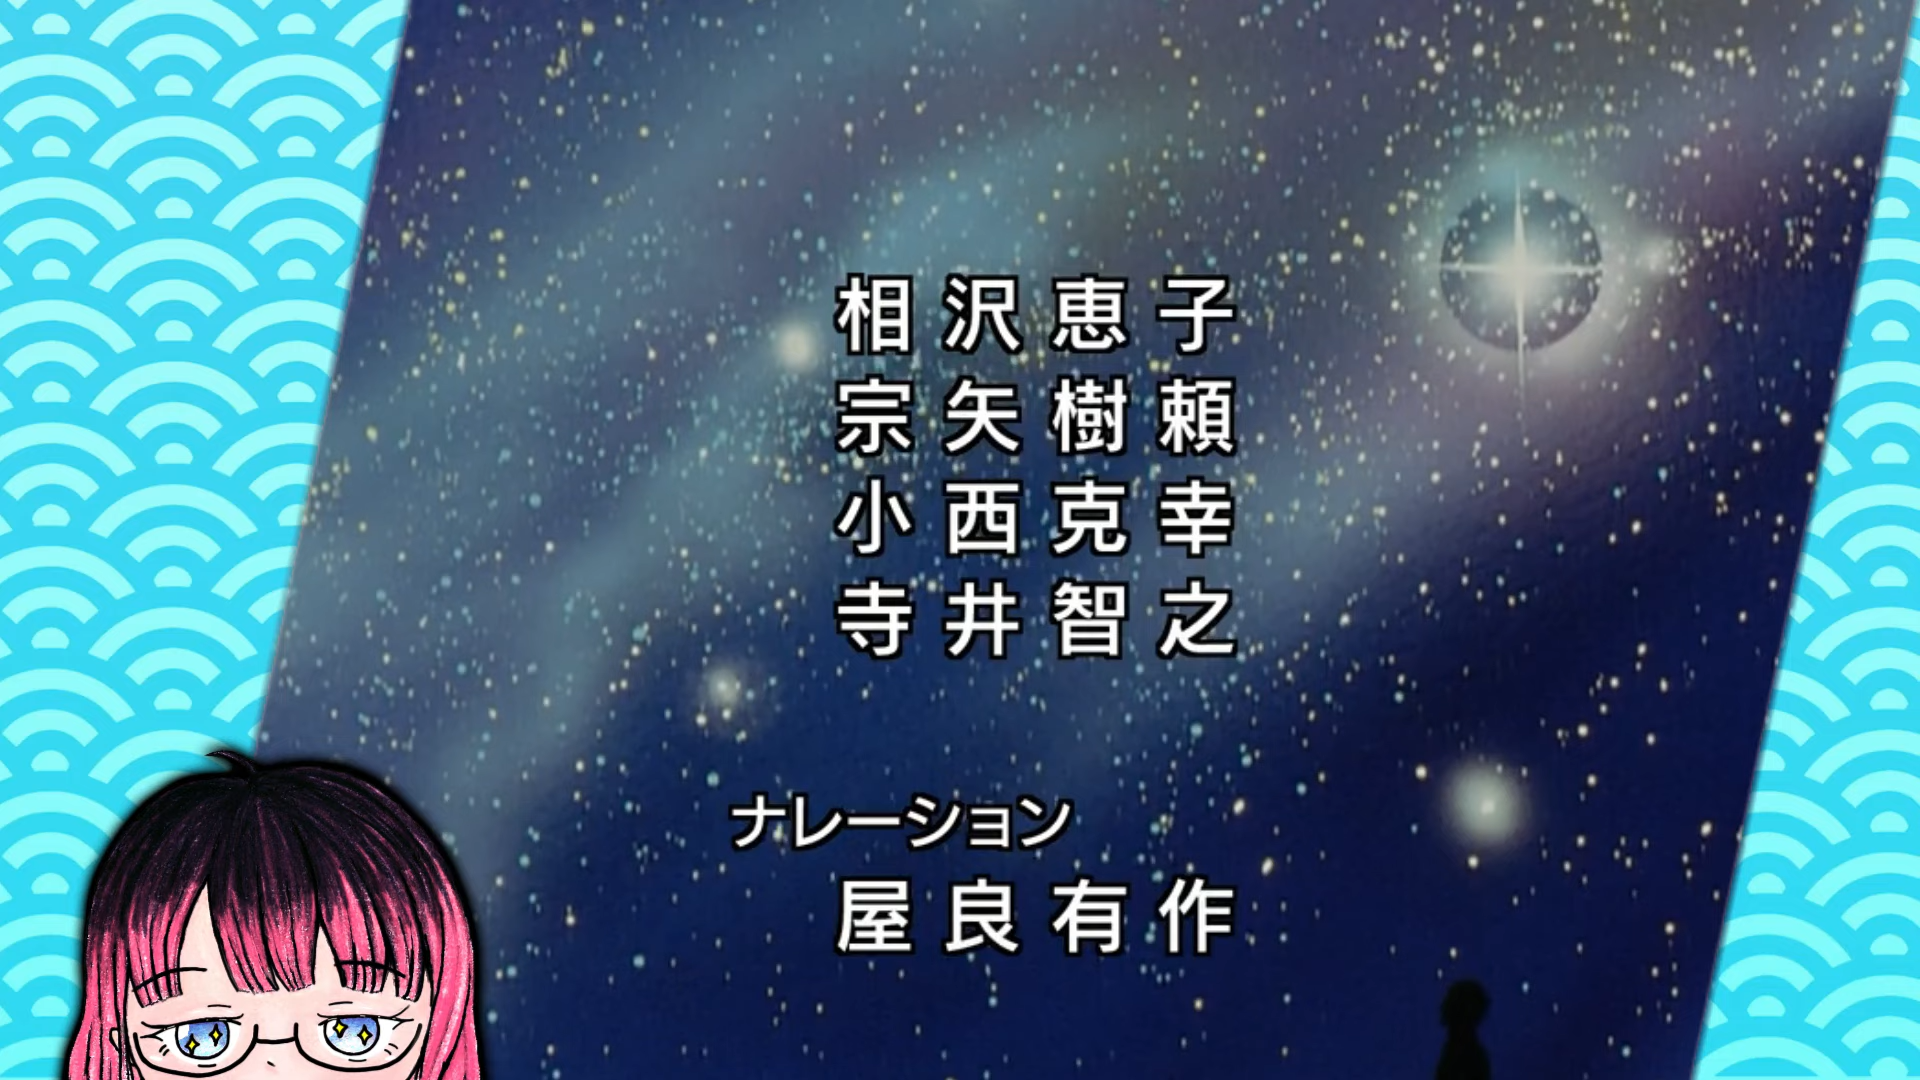 相沢恵子
宗矢樹頼
小西克幸
寺井智之
ナレーション
屋良有作